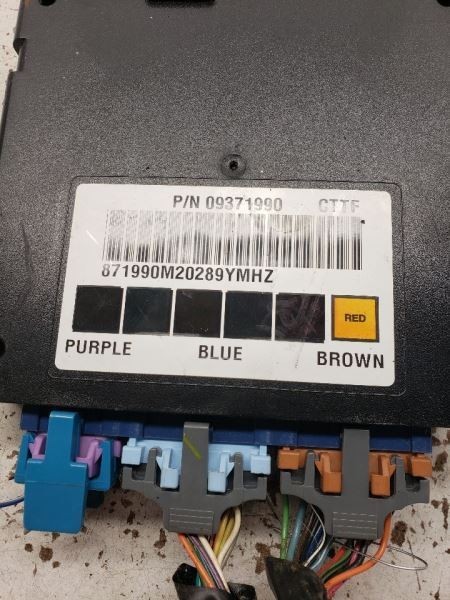 P/N 09371990 CTTF
871990M20289YMHZ
RED
PURPLE BLUE BROWN